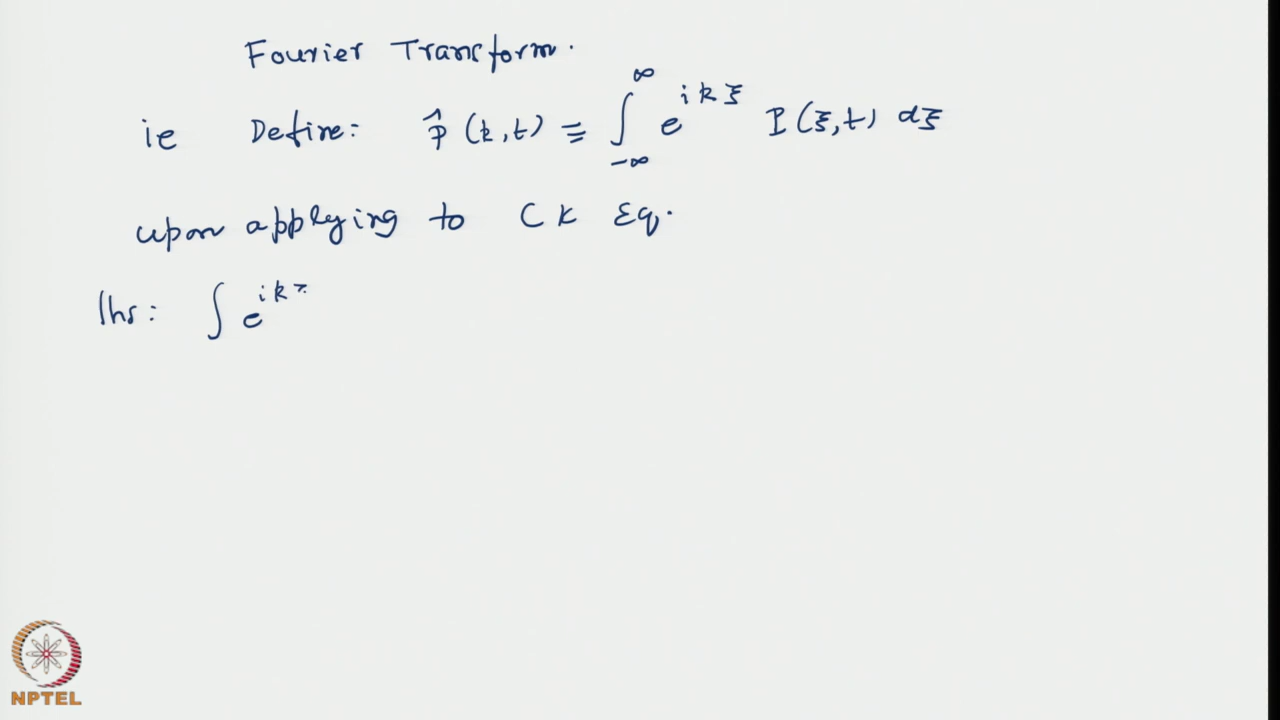 Fourier Transform.
ie Define: p̂ (k,t) ≡ ∫_{-∞}^{∞} e^{ikξ} P(ξ,t) dξ
upon applying to CK Eq.
lhs: ∫ e^{ik
NPTEL